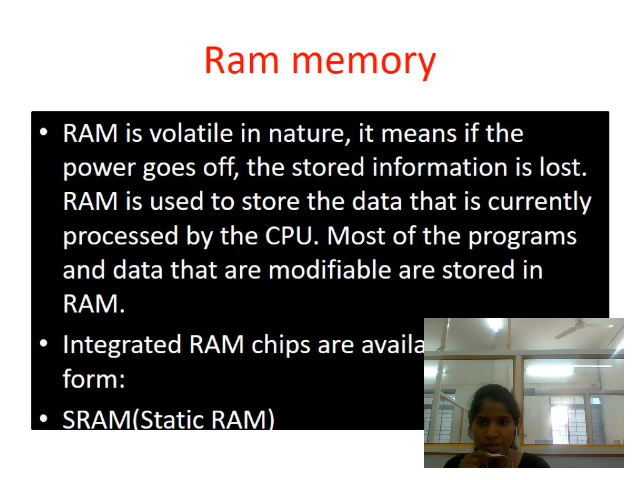 Ram memory
• RAM is volatile in nature, it means if the
power goes off, the stored information is lost.
RAM is used to store the data that is currently
processed by the CPU. Most of the programs
and data that are modifiable are stored in
RAM.
• Integrated RAM chips are availa
form:
• SRAM(Static RAM)